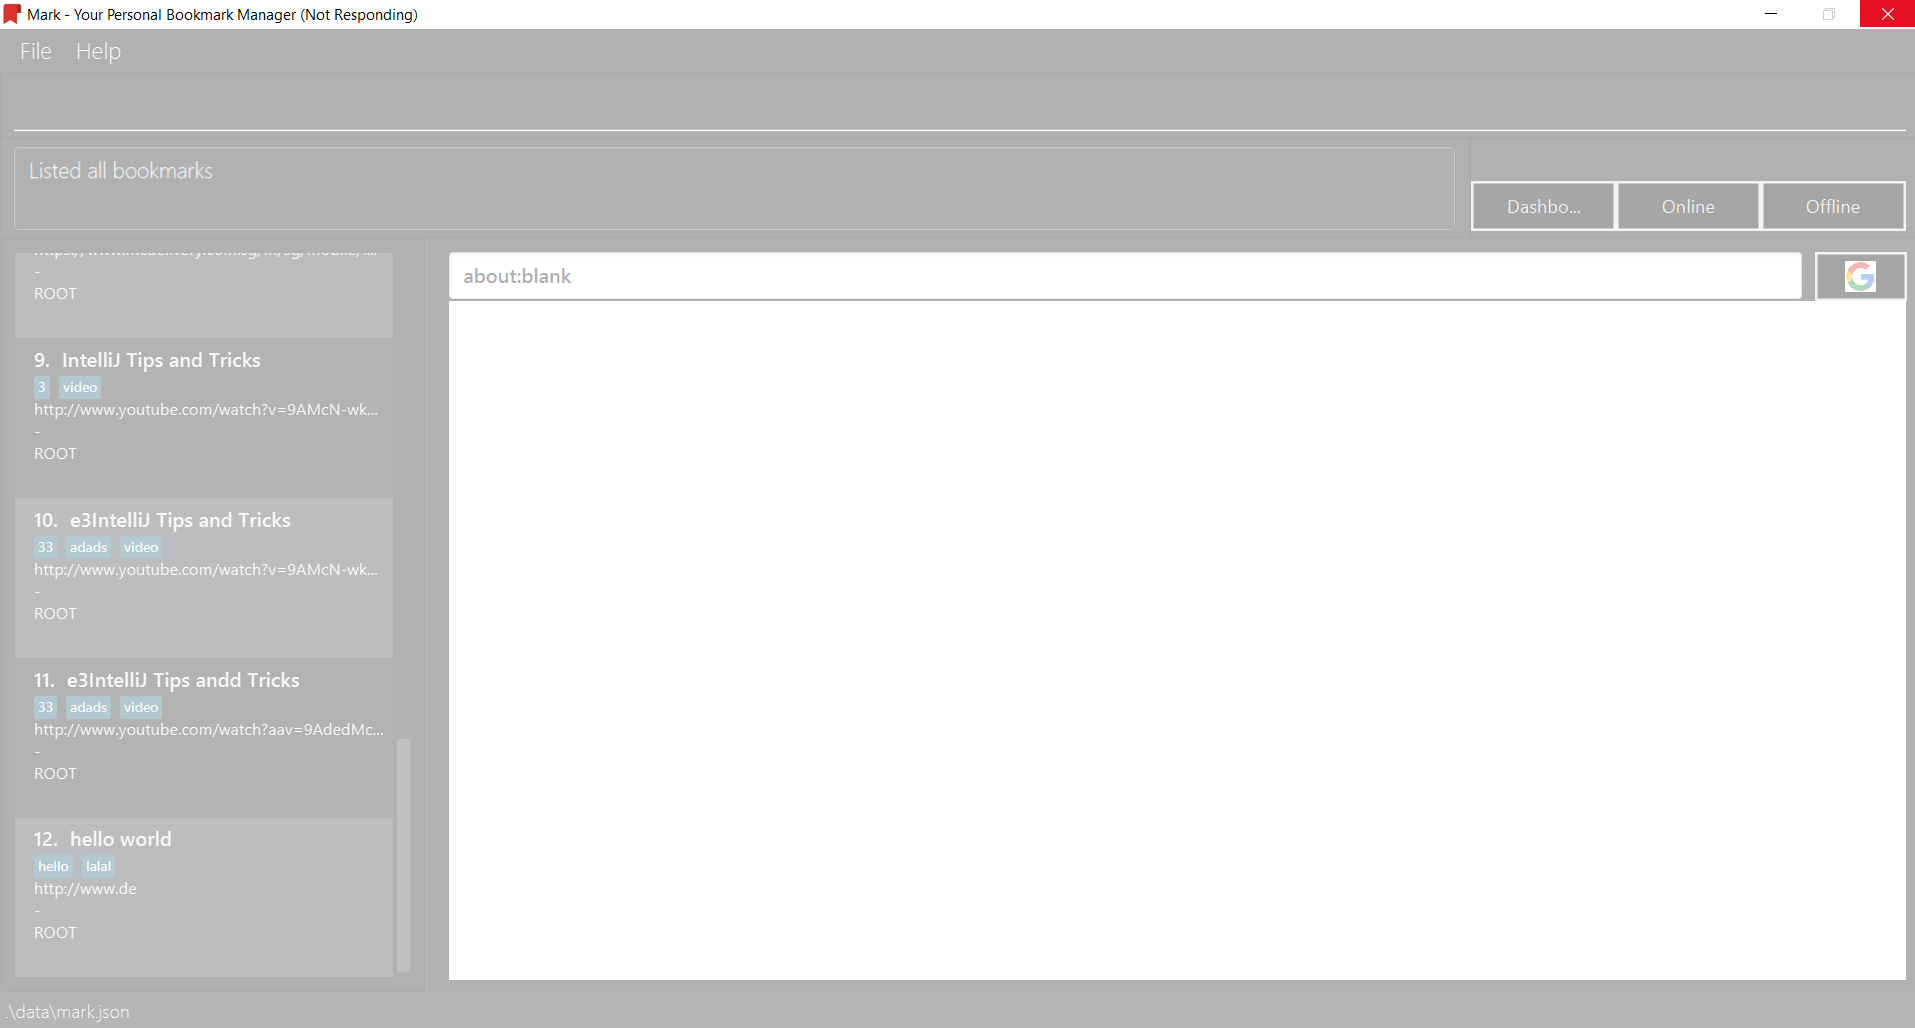 Mark - Your Personal Bookmark Manager (Not Responding)
File Help
Listed all bookmarks
Dashbo... Online Offline
-
ROOT
9. IntelliJ Tips and Tricks
3 video
http://www.youtube.com/watch?v=9AMcN-wk...
-
ROOT
10. e3IntelliJ Tips and Tricks
33 adads video
http://www.youtube.com/watch?v=9AMcN-wk...
-
ROOT
11. e3IntelliJ Tips andd Tricks
33 adads video
http://www.youtube.com/watch?aav=9AdedMc...
-
ROOT
12. hello world
hello lalal
http://www.de
-
ROOT
about:blank
G
.\data\mark.json